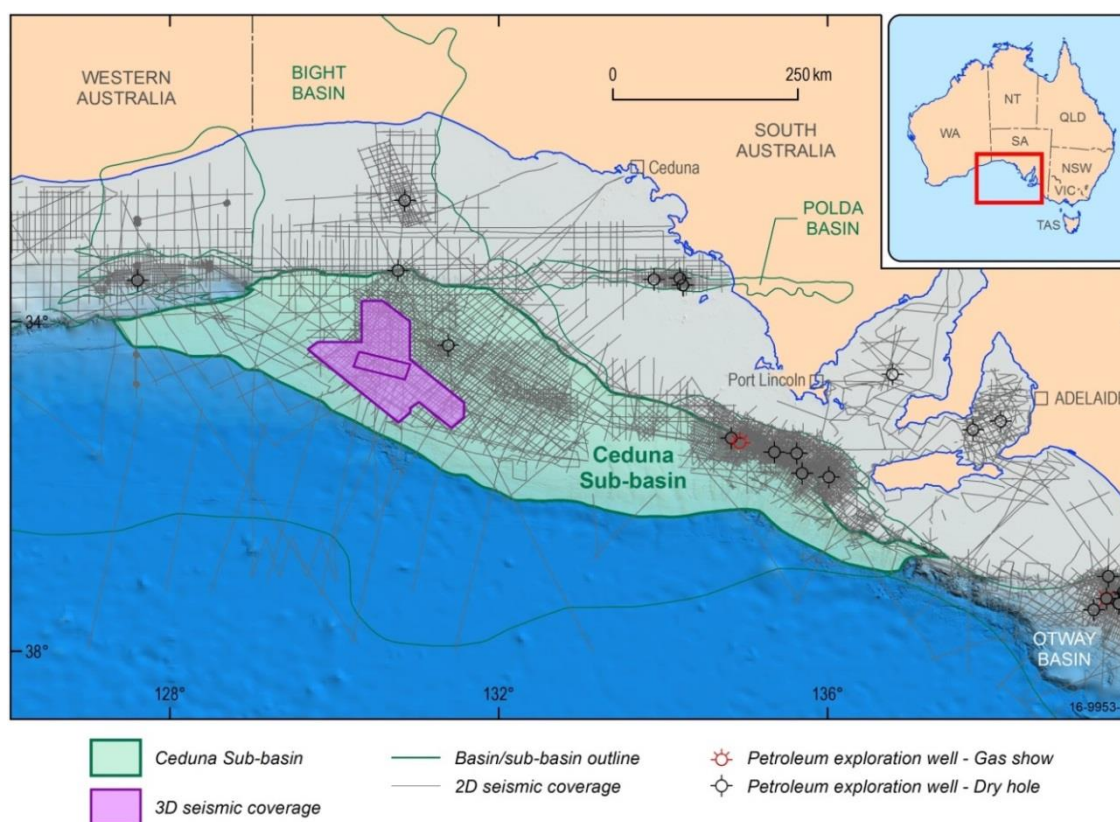 WESTERN
AUSTRALIA
BIGHT
BASIN
0 250 km
SOUTH
AUSTRALIA
Ceduna
POLDA
BASIN
WA
NT
SA
QLD
NSW
VIC
TAS
34°
Port Lincoln
ADELAIDE
Ceduna
Sub-basin
38°
OTWAY
BASIN
128° 132° 136°
16-9953-
Ceduna Sub-basin
3D seismic coverage
Basin/sub-basin outline
2D seismic coverage
Petroleum exploration well - Gas show
Petroleum exploration well - Dry hole